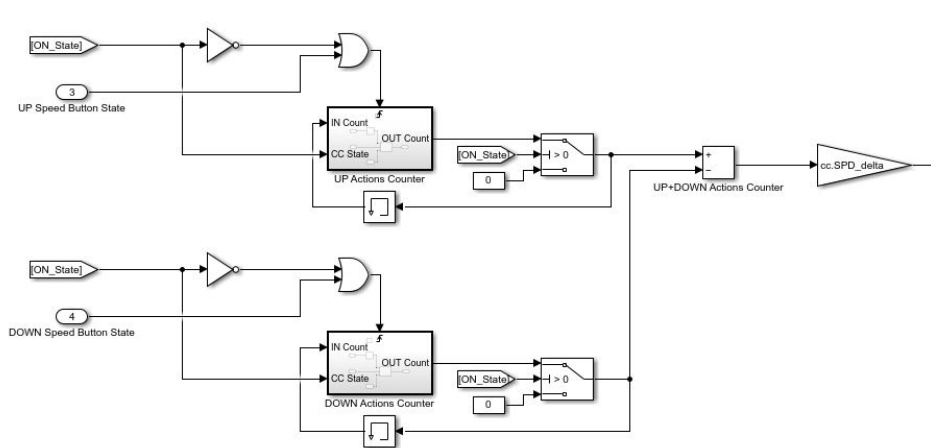 [ON_State]
3
UP Speed Button State
IN Count
OUT Count
CC State
UP Actions Counter
[ON_State]
> 0
0
+
−
UP+DOWN Actions Counter
cc.SPD_delta
[ON_State]
4
DOWN Speed Button State
IN Count
OUT Count
CC State
DOWN Actions Counter
[ON_State]
> 0
0